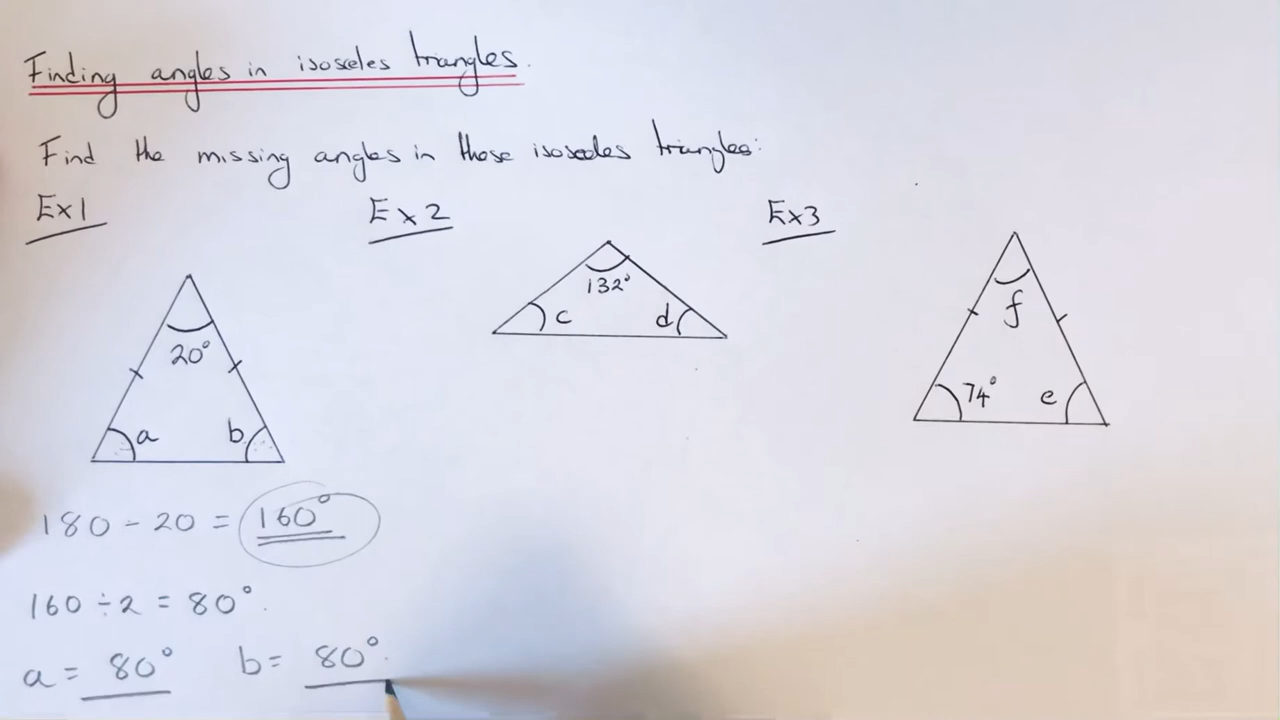 Finding angles in isosceles triangles.
Find the missing angles in these isosceles triangles:
Ex1
Ex2
Ex3
20°
a
b
132°
c
d
f
74°
e
180 - 20 = 160°
160 ÷ 2 = 80°.
a = 80° b = 80°.